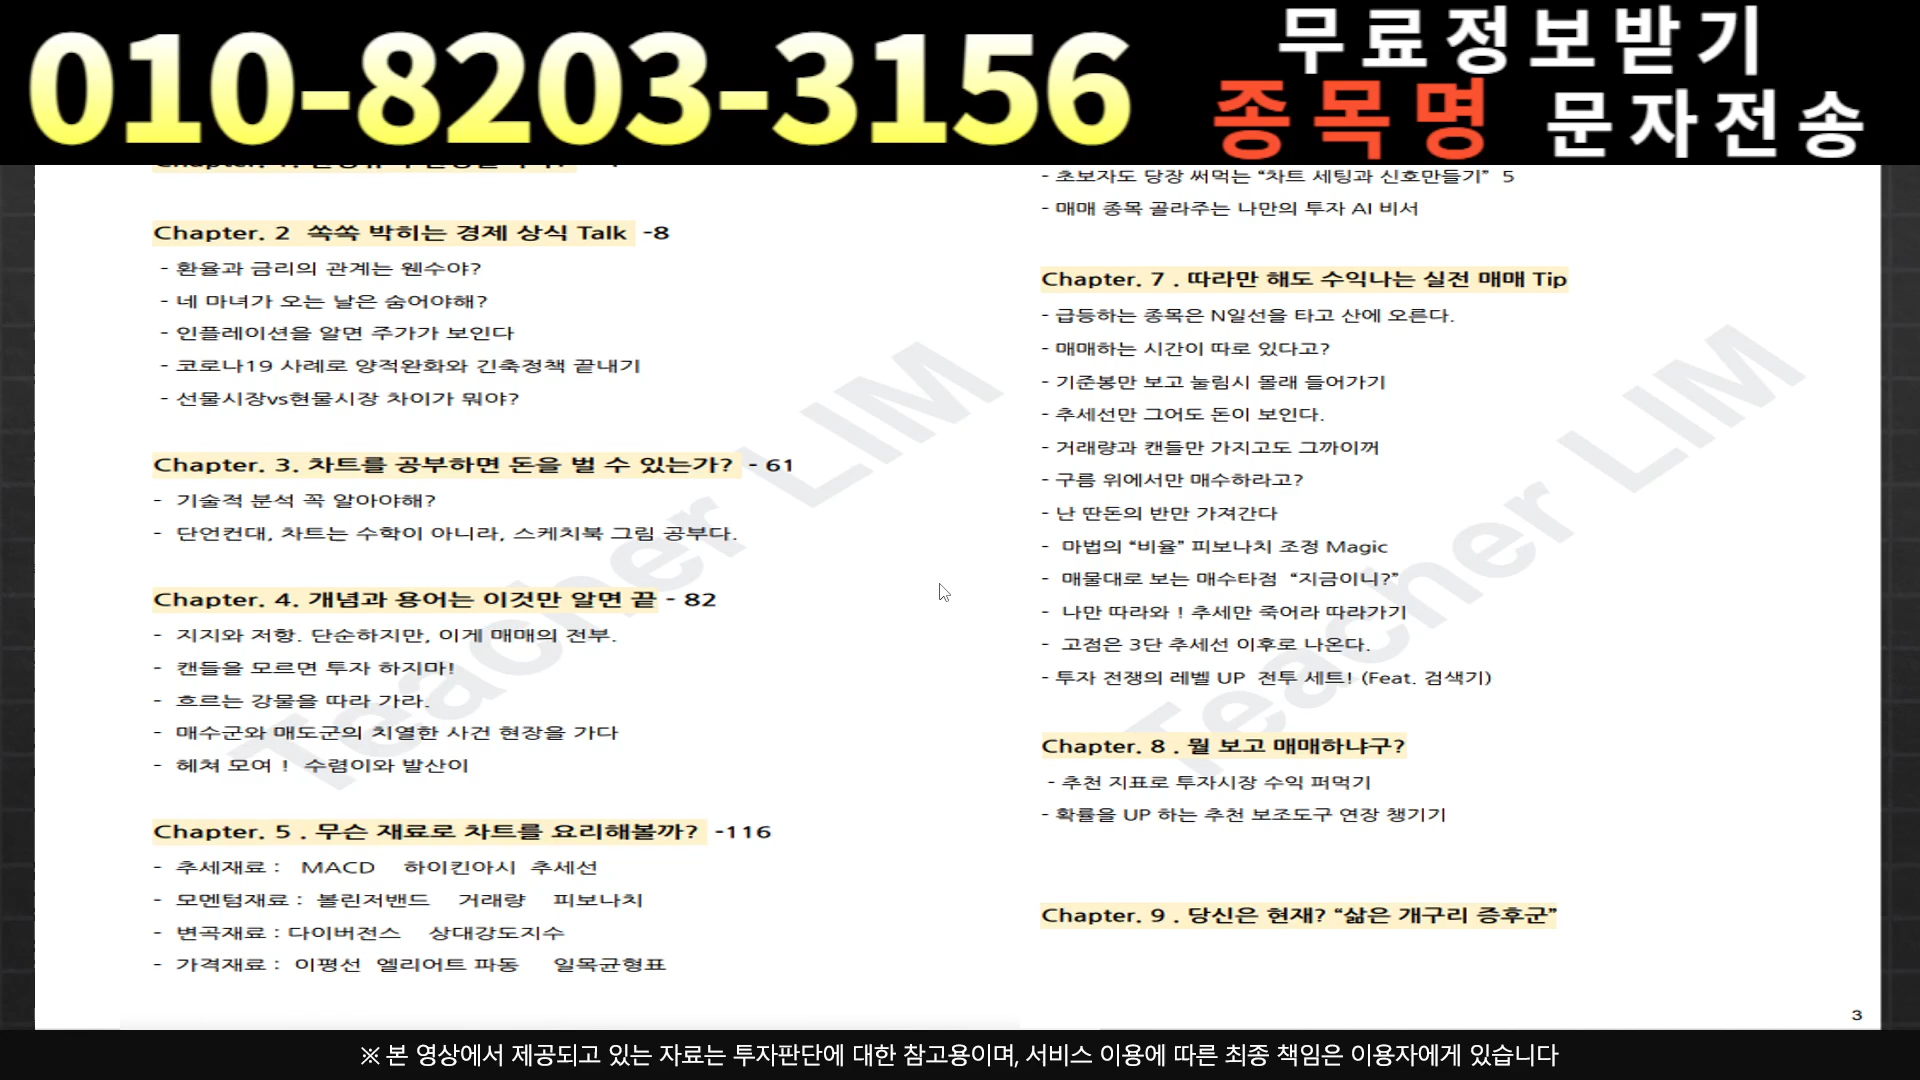 010-8203-3156
무료정보받기
종목명 문자전송
Chapter. 2 쏙쏙 박히는 경제 상식 Talk -8
- 환율과 금리의 관계는 웬수야?
- 네 마녀가 오는 날은 숨어야해?
- 인플레이션을 알면 주가가 보인다
- 코로나19 사례로 양적완화와 긴축정책 끝내기
- 선물시장vs현물시장 차이가 뭐야?
Chapter. 3. 차트를 공부하면 돈을 벌 수 있는가? - 61
- 기술적 분석 꼭 알아야해?
- 단언컨대, 차트는 수학이 아니라, 스케치북 그림 공부다.
Chapter. 4. 개념과 용어는 이것만 알면 끝 - 82
- 지지와 저항. 단순하지만, 이게 매매의 전부.
- 캔들을 모르면 투자 하지마!
- 흐르는 강물을 따라 가라.
- 매수군와 매도군의 치열한 사건 현장을 가다
- 헤쳐 모여 ! 수렴이와 발산이
Chapter. 5 . 무슨 재료로 차트를 요리해볼까? -116
- 추세재료 : MACD 하이킨아시 추세선
- 모멘텀재료 : 볼린저밴드 거래량 피보나치
- 변곡재료 : 다이버전스 상대강도지수
- 가격재료 : 이평선 엘리어트 파동 일목균형표
- 초보자도 당장 써먹는 “차트 세팅과 신호만들기” 5
- 매매 종목 골라주는 나만의 투자 AI 비서
Chapter. 7 . 따라만 해도 수익나는 실전 매매 Tip
- 급등하는 종목은 N일선을 타고 산에 오른다.
- 매매하는 시간이 따로 있다고?
- 기준봉만 보고 눌림시 몰래 들어가기
- 추세선만 그어도 돈이 보인다.
- 거래량과 캔들만 가지고도 그까이꺼
- 구름 위에서만 매수하라고?
- 난 딴돈의 반만 가져간다
- 마법의 “비율” 피보나치 조정 Magic
- 매물대로 보는 매수타점 “지금이니?”
- 나만 따라와 ! 추세만 죽어라 따라가기
- 고점은 3단 추세선 이후로 나온다.
- 투자 전쟁의 레벨 UP 전투 세트! (Feat. 검색기)
Chapter. 8 . 뭘 보고 매매하냐구?
- 추천 지표로 투자시장 수익 퍼먹기
- 확률을 UP 하는 추천 보조도구 연장 챙기기
Chapter. 9 . 당신은 현재? “삶은 개구리 증후군”
Teacher LIM
Teacher LIM
3
※ 본 영상에서 제공되고 있는 자료는 투자판단에 대한 참고용이며, 서비스 이용에 따른 최종 책임은 이용자에게 있습니다